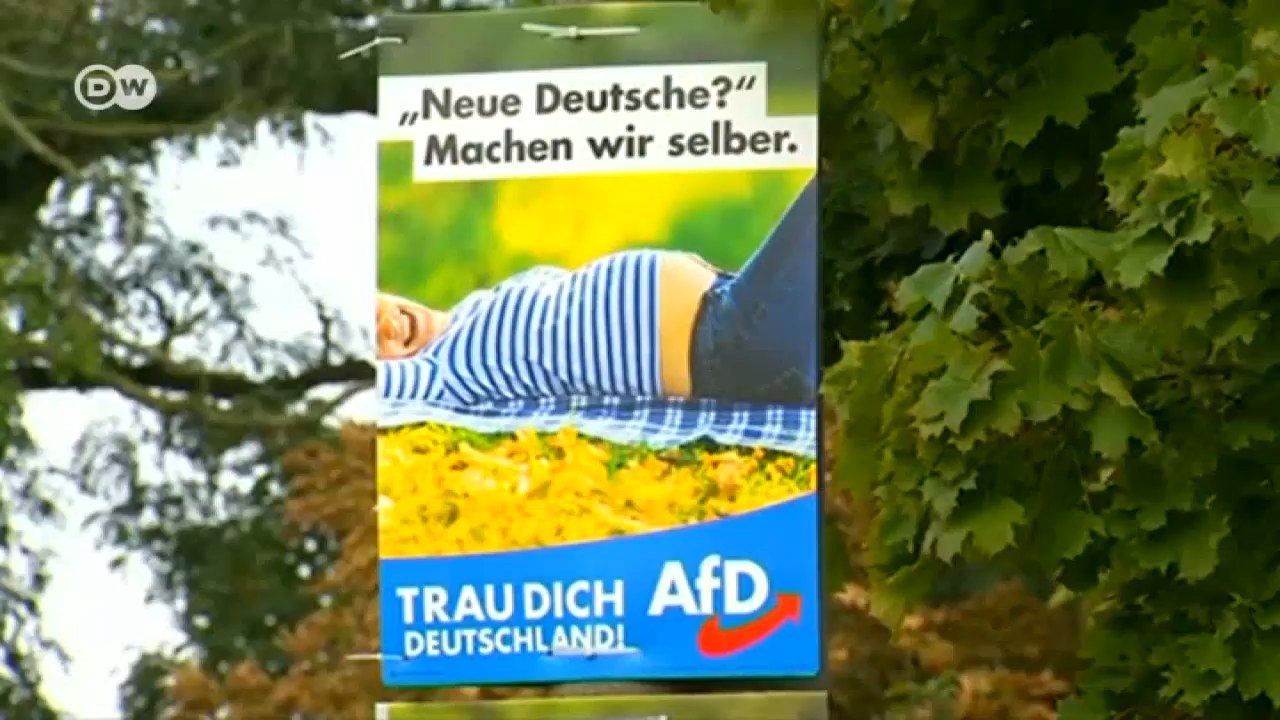 DW
„Neue Deutsche?“
Machen wir selber.
TRAU DICH
DEUTSCHLAND!
AfD